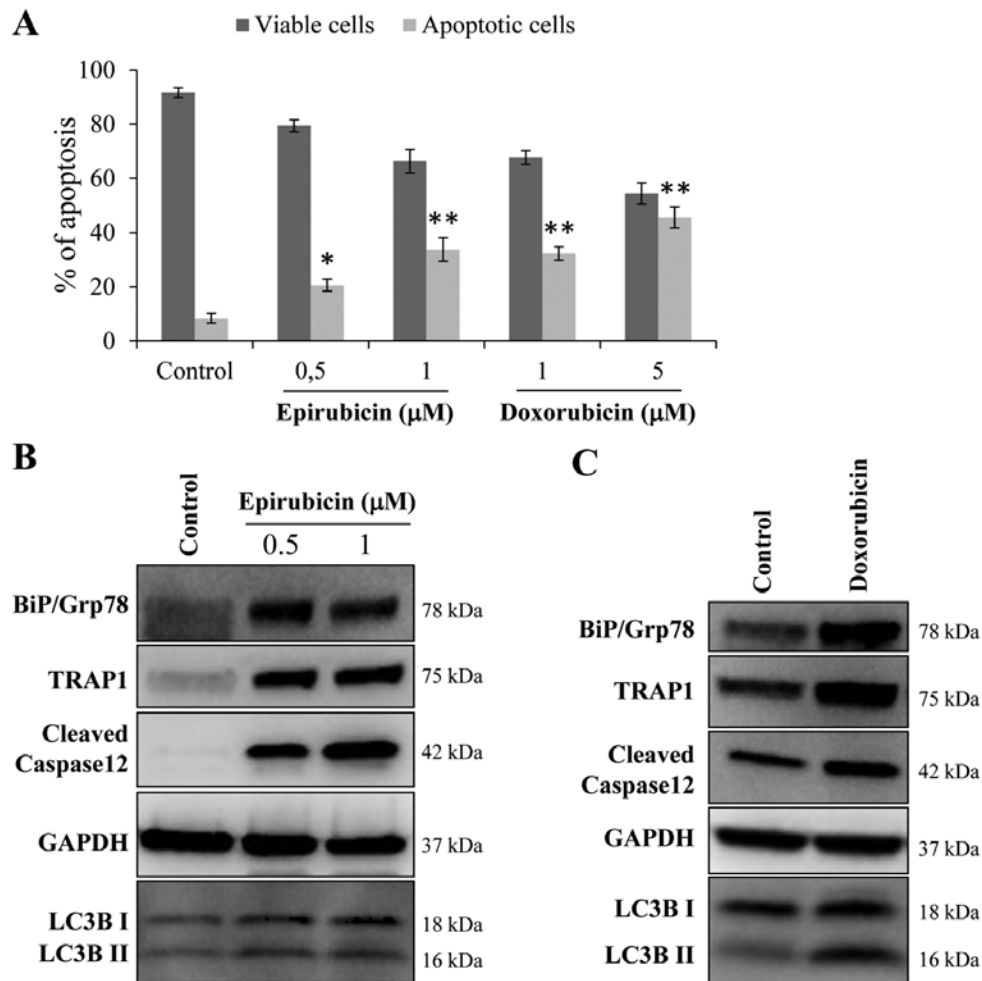 A
Viable cells Apoptotic cells
% of apoptosis
100
80
60
40
20
0
* ** ** **
Control 0,5 1 1 5
Epirubicin (μM) Doxorubicin (μM)
B
Control
Epirubicin (μM)
0.5 1
BiP/Grp78 78 kDa
TRAP1 75 kDa
Cleaved
Caspase12 42 kDa
GAPDH 37 kDa
LC3B I 18 kDa
LC3B II 16 kDa
C
Control Doxorubicin
BiP/Grp78 78 kDa
TRAP1 75 kDa
Cleaved
Caspase12 42 kDa
GAPDH 37 kDa
LC3B I 18 kDa
LC3B II 16 kDa